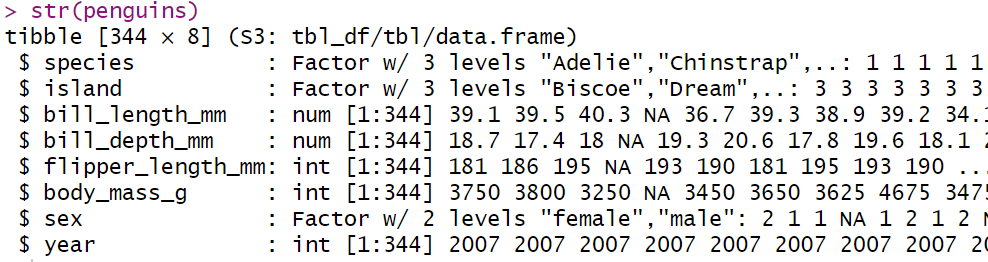 > str(penguins)
tibble [344 × 8] (S3: tbl_df/tbl/data.frame)
$ species : Factor w/ 3 levels "Adelie","Chinstrap",..: 1 1 1 1 1
$ island : Factor w/ 3 levels "Biscoe","Dream",..: 3 3 3 3 3 3 3
$ bill_length_mm : num [1:344] 39.1 39.5 40.3 NA 36.7 39.3 38.9 39.2 34.1
$ bill_depth_mm : num [1:344] 18.7 17.4 18 NA 19.3 20.6 17.8 19.6 18.1
$ flipper_length_mm: int [1:344] 181 186 195 NA 193 190 181 195 193 190 ...
$ body_mass_g : int [1:344] 3750 3800 3250 NA 3450 3650 3625 4675 3475
$ sex : Factor w/ 2 levels "female","male": 2 1 1 NA 1 2 1 2
$ year : int [1:344] 2007 2007 2007 2007 2007 2007 2007 2007